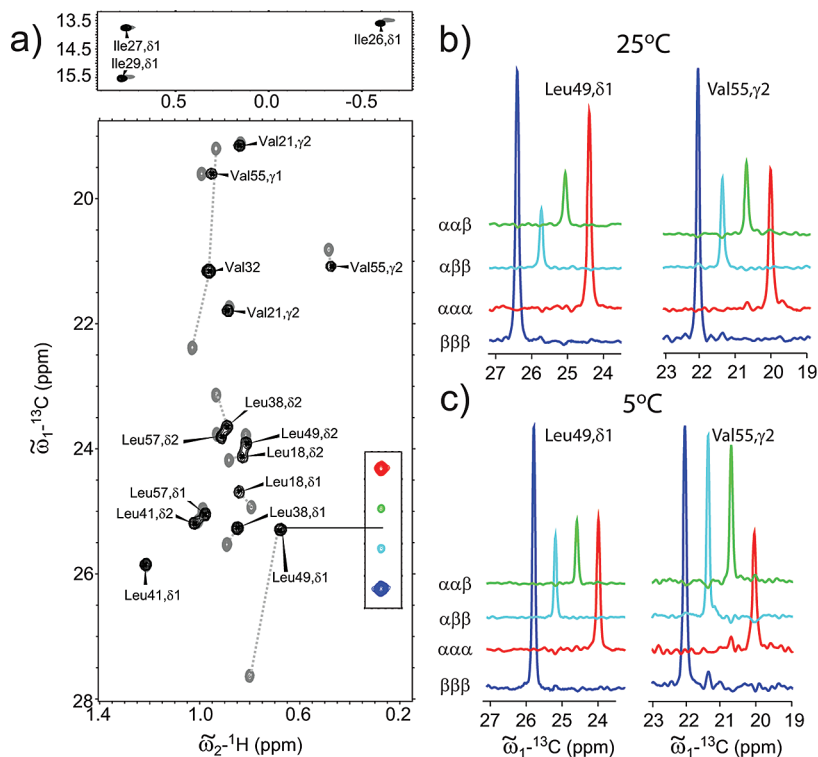 a)
13.5
14.5
15.5
Ile27,δ1
Ile29,δ1
Ile26,δ1
0.5 0.0 -0.5
20
22
24
26
28
ω̃₁-¹³C (ppm)
Val21,γ2
Val55,γ1
Val32
Val55,γ2
Val21,γ2
Leu38,δ2
Leu57,δ2
Leu49,δ2
Leu18,δ2
Leu57,δ1
Leu18,δ1
Leu41,δ2
Leu38,δ1
Leu49,δ1
Leu41,δ1
1.4 1.0 0.6 0.2
ω̃₂-¹H (ppm)
b)
25°C
Leu49,δ1
Val55,γ2
ααβ
αββ
ααα
βββ
27 26 25 24
23 22 21 20 19
c)
5°C
Leu49,δ1
Val55,γ2
ααβ
αββ
ααα
βββ
27 26 25 24
23 22 21 20 19
ω̃₁-¹³C (ppm)
ω̃₁-¹³C (ppm)